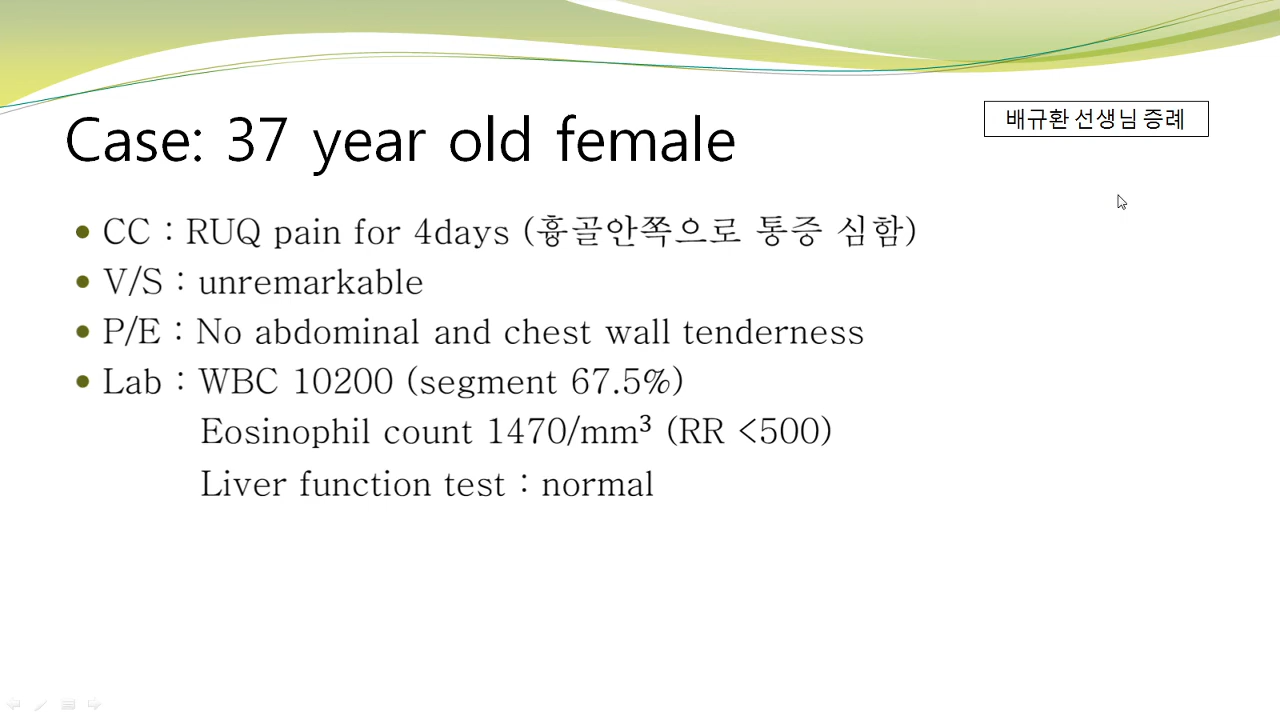 배규환 선생님 증례
Case: 37 year old female
CC : RUQ pain for 4days (흉골안쪽으로 통증 심함)
V/S : unremarkable
P/E : No abdominal and chest wall tenderness
Lab : WBC 10200 (segment 67.5%)
Eosinophil count 1470/mm³ (RR <500)
Liver function test : normal